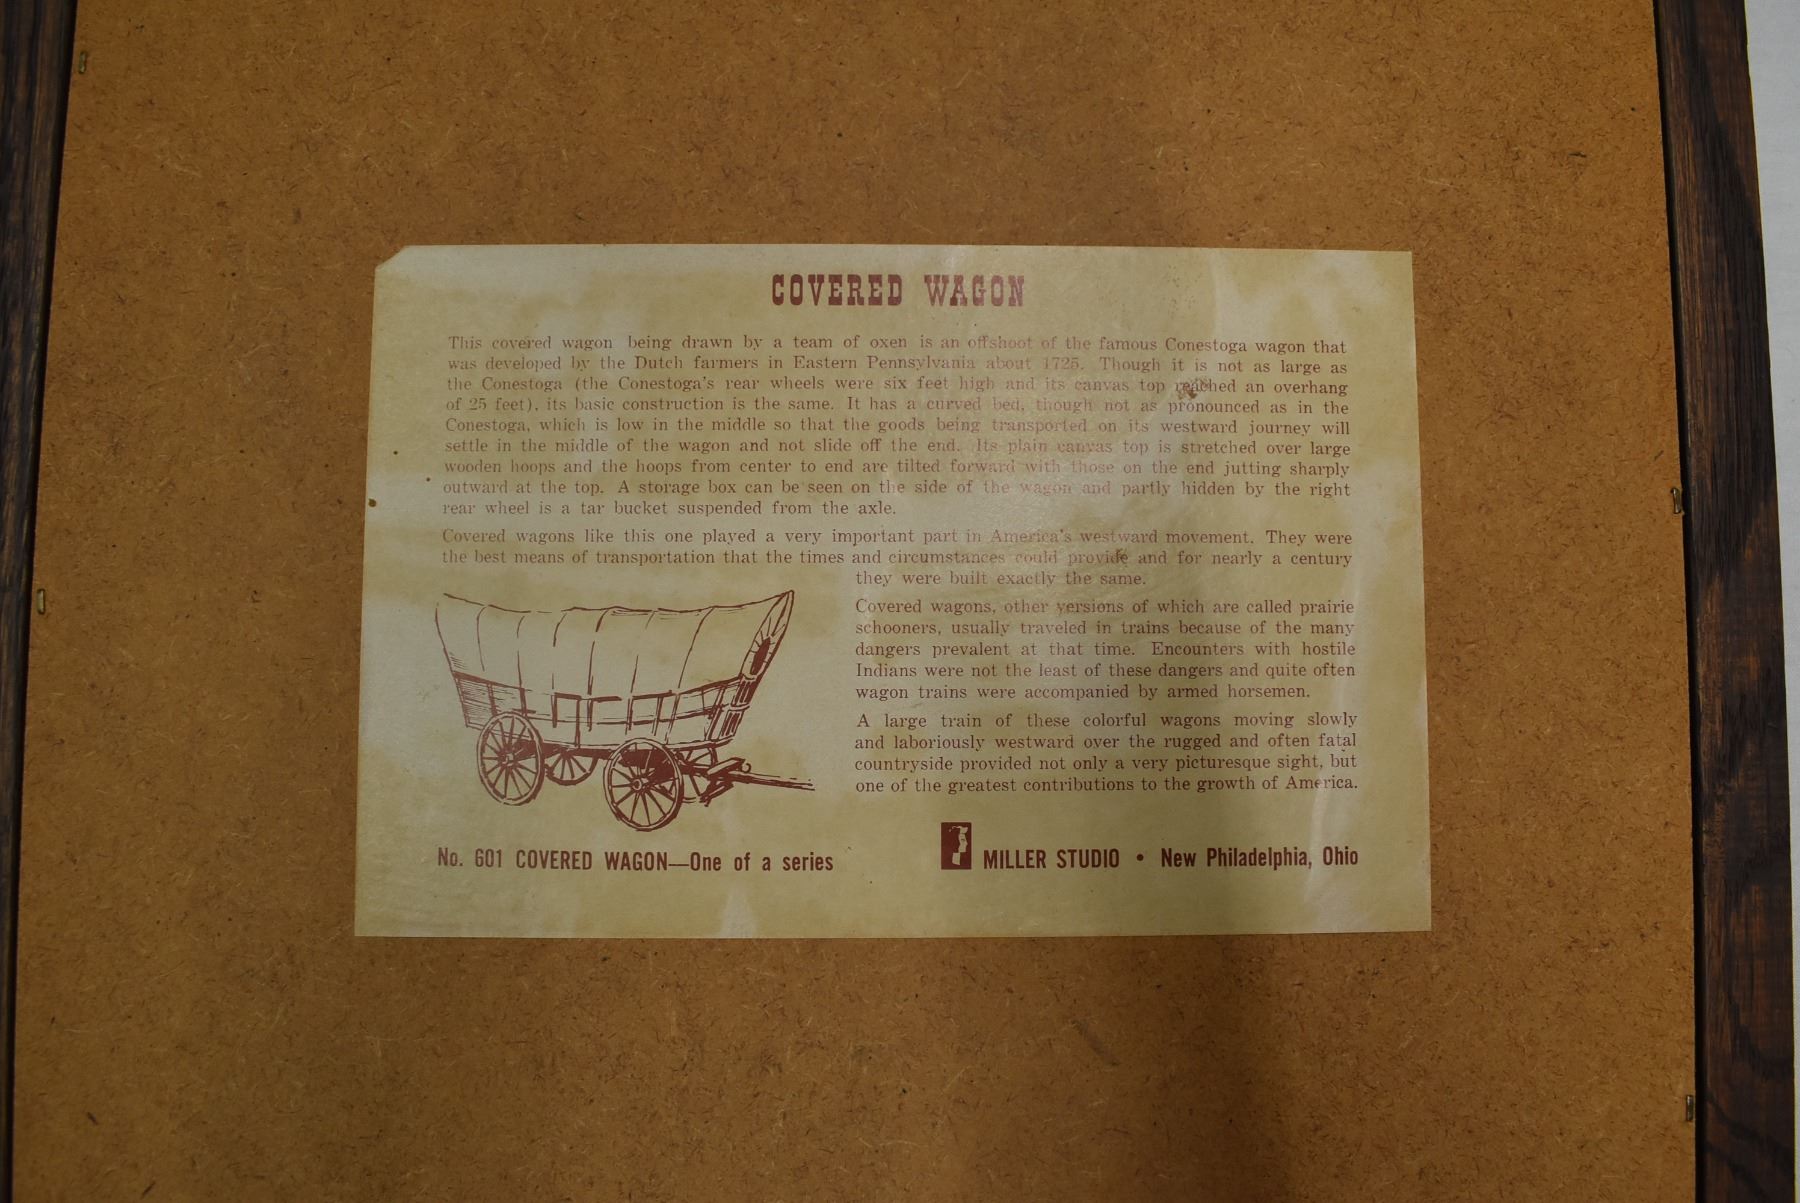 COVERED WAGON
This covered wagon being drawn by a team of oxen is an offshoot of the famous Conestoga wagon that
was developed by the Dutch farmers in Eastern Pennsylvania about 1725. Though it is not as large as
the Conestoga (the Conestoga's rear wheels were six feet high and its canvas top reached an overhang
of 25 feet), its basic construction is the same. It has a curved bed, though not as pronounced as in the
Conestoga, which is low in the middle so that the goods being transported on its westward journey will
settle in the middle of the wagon and not slide off the end. Its plain canvas top is stretched over large
wooden hoops and the hoops from center to end are tilted forward with those on the end jutting sharply
outward at the top. A storage box can be seen on the side of the wagon and partly hidden by the right
rear wheel is a tar bucket suspended from the axle.
Covered wagons like this one played a very important part in America's westward movement. They were
the best means of transportation that the times and circumstances could provide and for nearly a century
they were built exactly the same.
Covered wagons, other versions of which are called prairie
schooners, usually traveled in trains because of the many
dangers prevalent at that time. Encounters with hostile
Indians were not the least of these dangers and quite often
wagon trains were accompanied by armed horsemen.
A large train of these colorful wagons moving slowly
and laboriously westward over the rugged and often fatal
countryside provided not only a very picturesque sight, but
one of the greatest contributions to the growth of America.
No. 601 COVERED WAGON—One of a series
MILLER STUDIO • New Philadelphia, Ohio